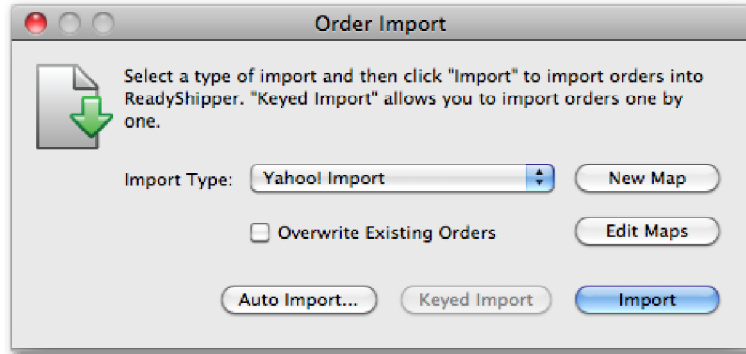 Order Import
Select a type of import and then click "Import" to import orders into
ReadyShipper. "Keyed Import" allows you to import orders one by
one.
Import Type: Yahoo! Import New Map
Overwrite Existing Orders Edit Maps
Auto Import... Keyed Import Import